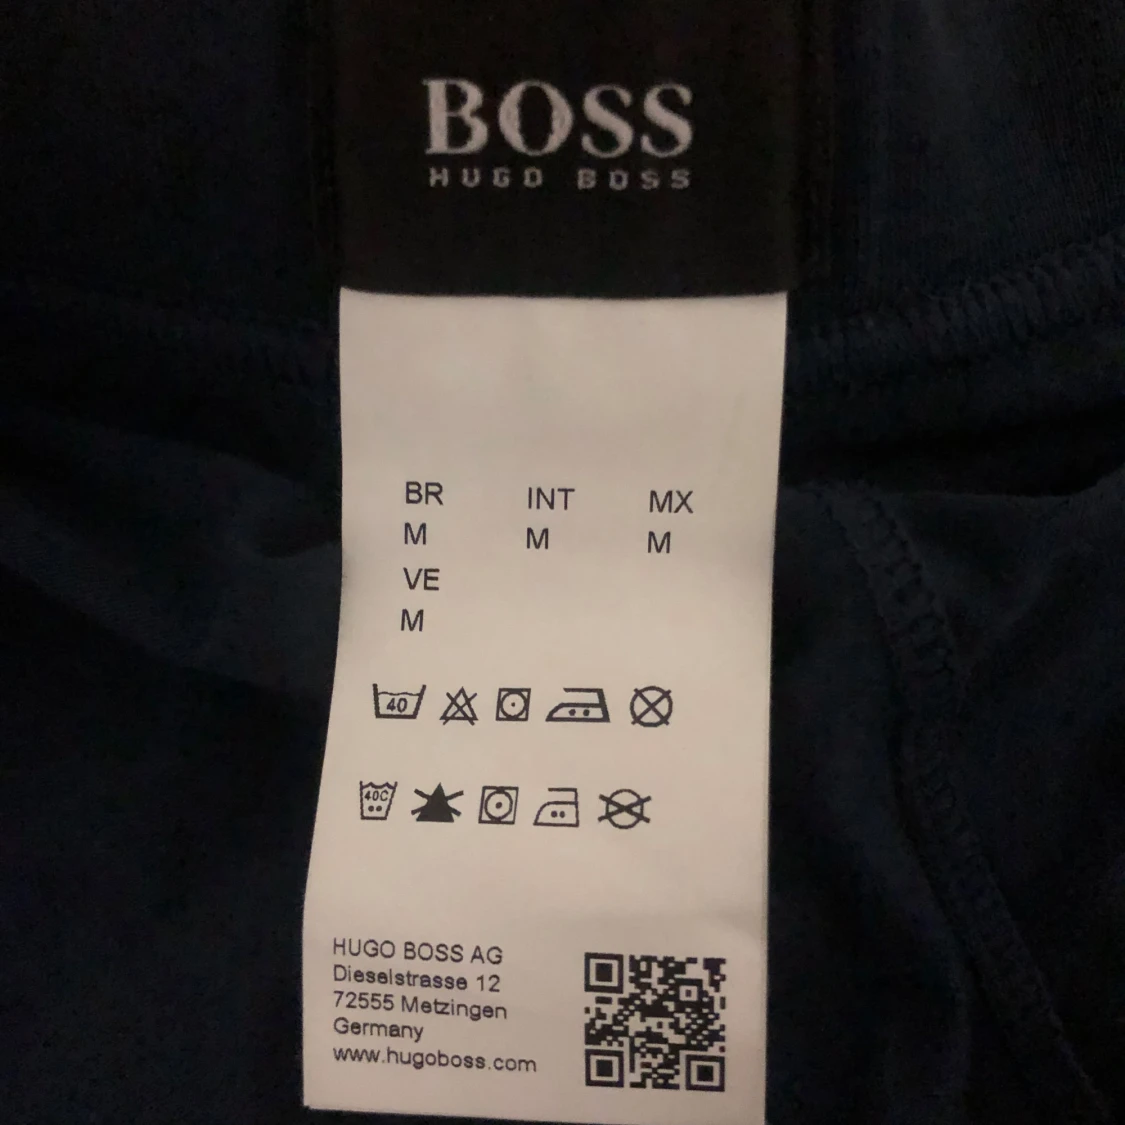 BOSS
HUGO BOSS
BR INT MX
M M M
VE
M
40
40C
HUGO BOSS AG
Dieselstrasse 12
72555 Metzingen
Germany
www.hugoboss.com